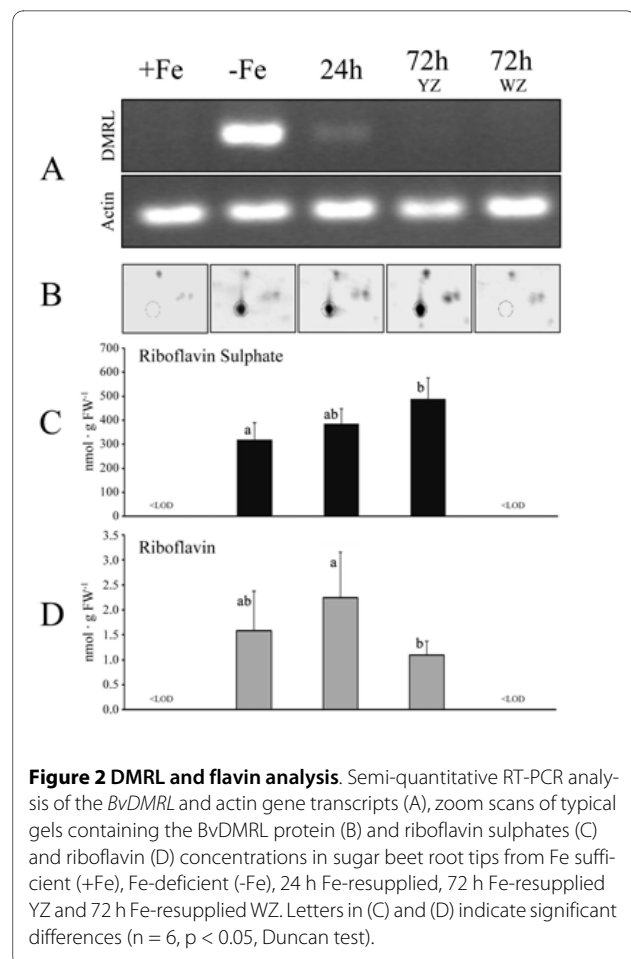 +Fe -Fe 24h 72h YZ 72h WZ
A
DMRL
Actin
B
C
Riboflavin Sulphate
nmol · g FW⁻¹
700
600
500
400
300
200
100
0
<LOD
a
ab
b
<LOD
D
Riboflavin
nmol · g FW⁻¹
3.5
3.0
2.5
2.0
1.5
1.0
0.5
0.0
<LOD
ab
a
b
<LOD
Figure 2 DMRL and flavin analysis. Semi-quantitative RT-PCR analy-
sis of the BvDMRL and actin gene transcripts (A), zoom scans of typical
gels containing the BvDMRL protein (B) and riboflavin sulphates (C)
and riboflavin (D) concentrations in sugar beet root tips from Fe suffi-
cient (+Fe), Fe-deficient (-Fe), 24 h Fe-resupplied, 72 h Fe-resupplied
YZ and 72 h Fe-resupplied WZ. Letters in (C) and (D) indicate significant
differences (n = 6, p < 0.05, Duncan test).